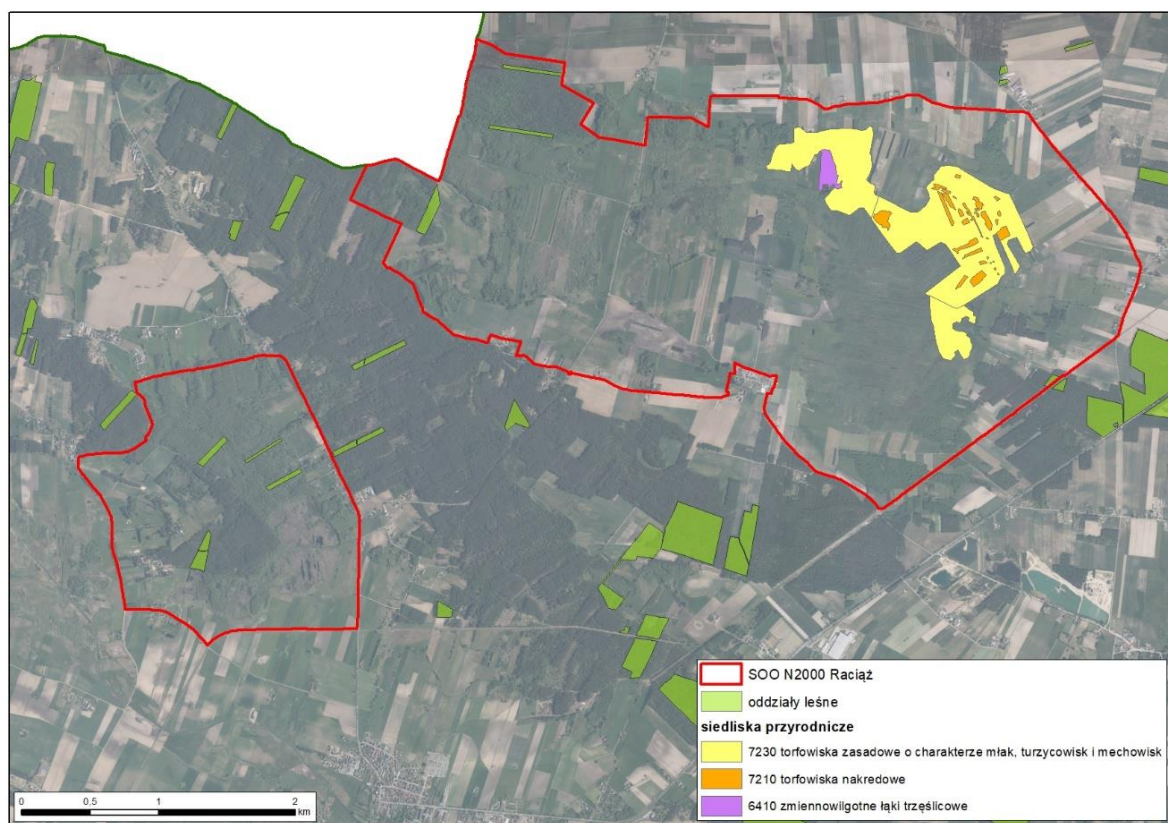 SOO N2000 Raciąż
oddziały leśne
siedliska przyrodnicze
7230 torfowiska zasadowe o charakterze młak, turzycowisk i mechowisk
7210 torfowiska nakredowe
6410 zmiennowilgotne łąki trzęślicowe
0 0.5 1 2
km